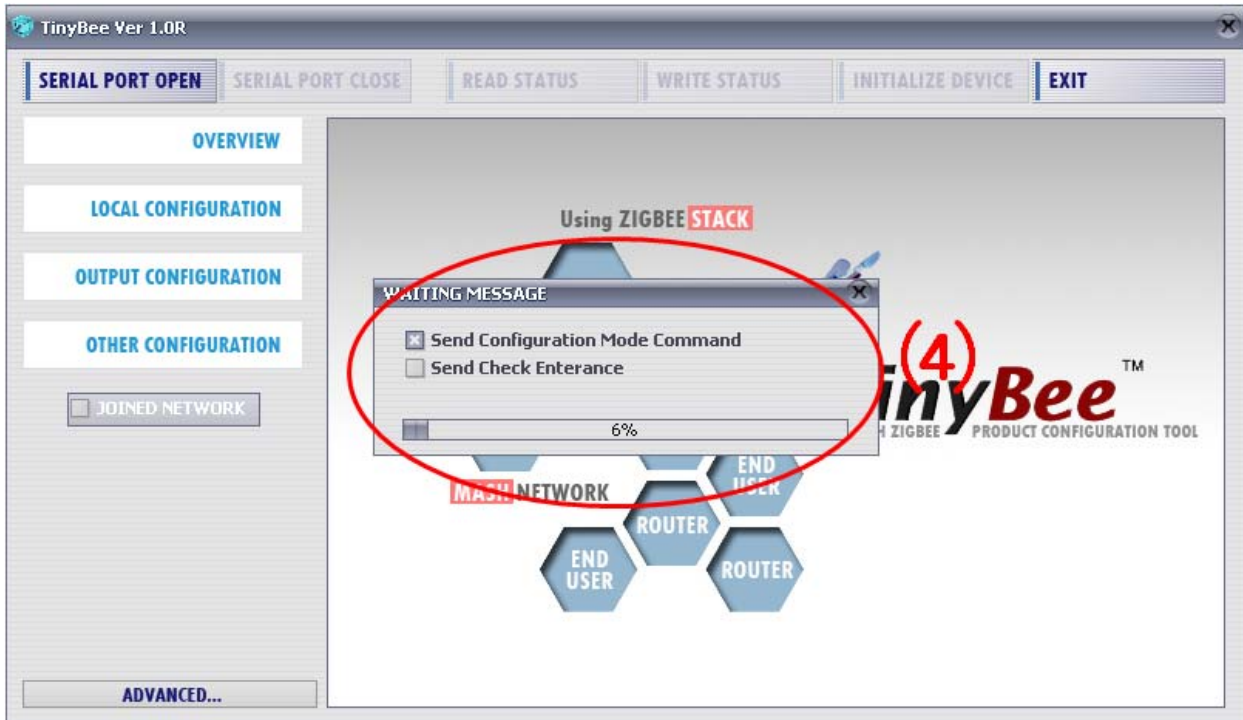 TinyBee Ver 1.0R
SERIAL PORT OPEN
SERIAL PORT CLOSE
READ STATUS
WRITE STATUS
INITIALIZE DEVICE
EXIT
OVERVIEW
LOCAL CONFIGURATION
OUTPUT CONFIGURATION
OTHER CONFIGURATION
JOINED NETWORK
ADVANCED...
Using ZIGBEE STACK
WAITING MESSAGE
Send Configuration Mode Command
Send Check Enterance
6%
(4)
inyBee™
ZIGBEE PRODUCT CONFIGURATION TOOL
MASH NETWORK
END
USER
ROUTER
END
USER
ROUTER